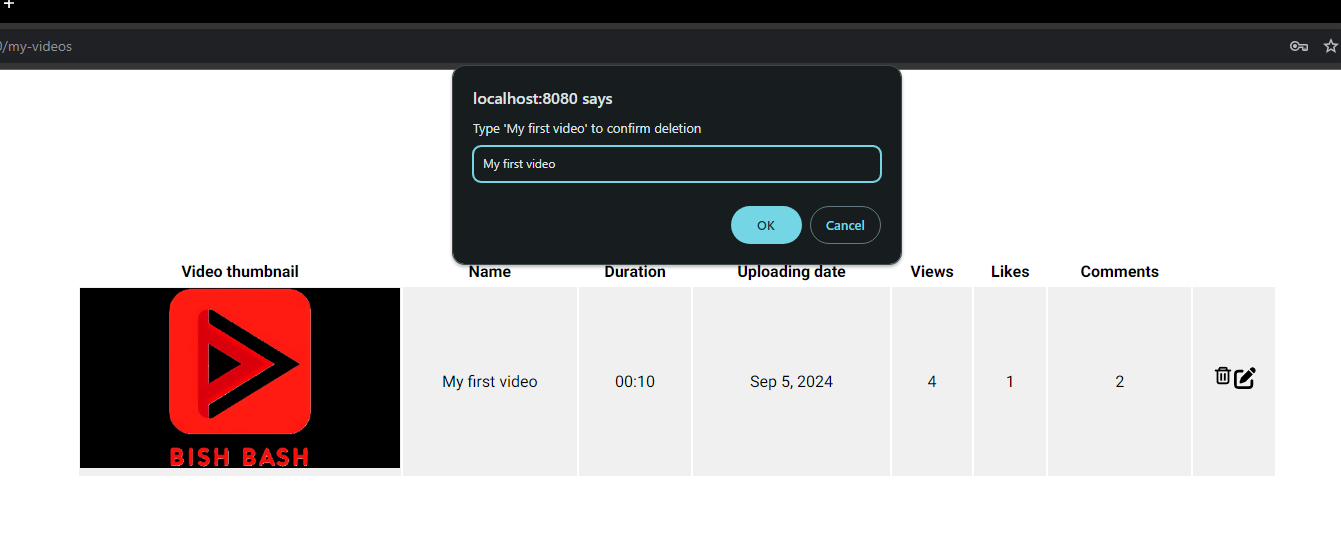 /my-videos
localhost:8080 says
Type 'My first video' to confirm deletion
My first video
OK Cancel
Video thumbnail Name Duration Uploading date Views Likes Comments
BISH BASH
My first video 00:10 Sep 5, 2024 4 1 2